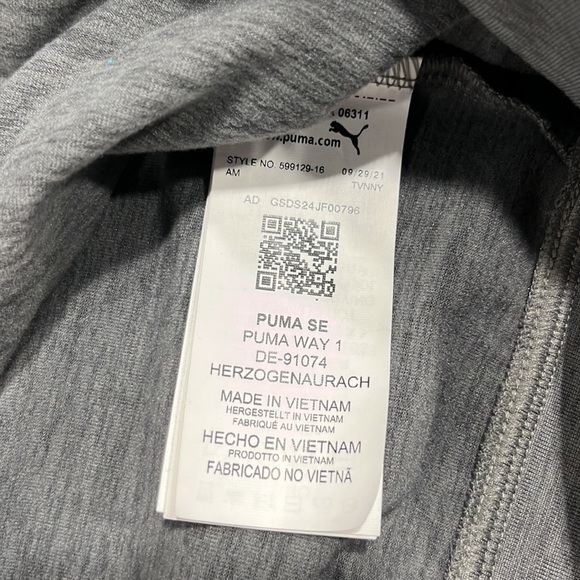 06311
www.puma.com
STYLE NO. 599129-16 09/29/21
AM TVNNY
AD GSDS24JF00796
PUMA SE
PUMA WAY 1
DE-91074
HERZOGENAURACH
MADE IN VIETNAM
HERGESTELLT IN VIETNAM
FABRIQUÉ AU VIETNAM
HECHO EN VIETNAM
PRODOTTO IN VIETNAM
FABRICADO NO VIETNÃ